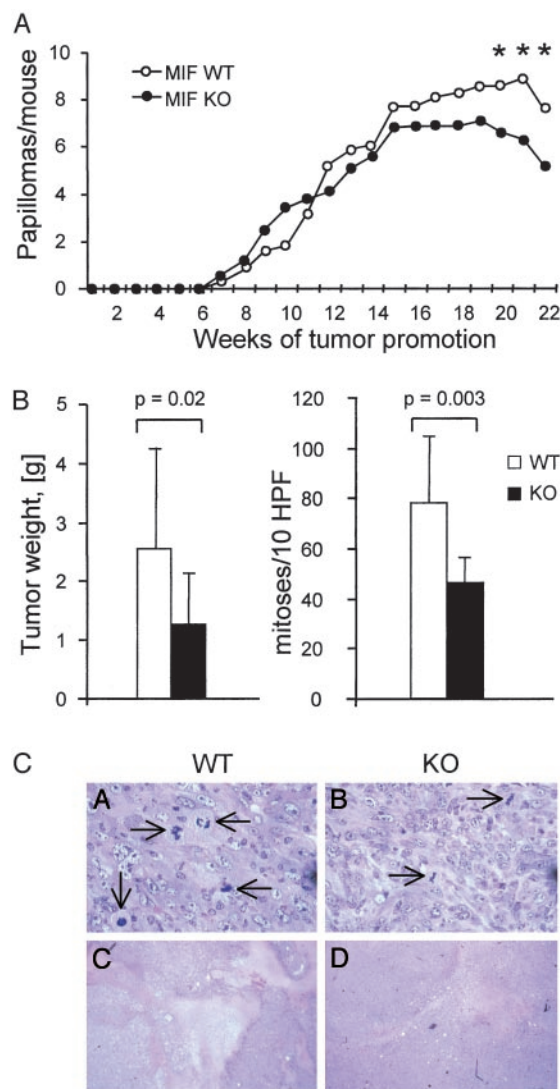 A
* * *
10
8
6
4
2
0
Papillomas/mouse
MIF WT
MIF KO
2 4 6 8 10 12 14 16 18 20 22
Weeks of tumor promotion
B
p = 0.02
5
4
3
2
1
0
Tumor weight, [g]
p = 0.003
120
100
80
60
40
20
0
mitoses/10 HPF
WT
KO
C
WT KO
A B
C D